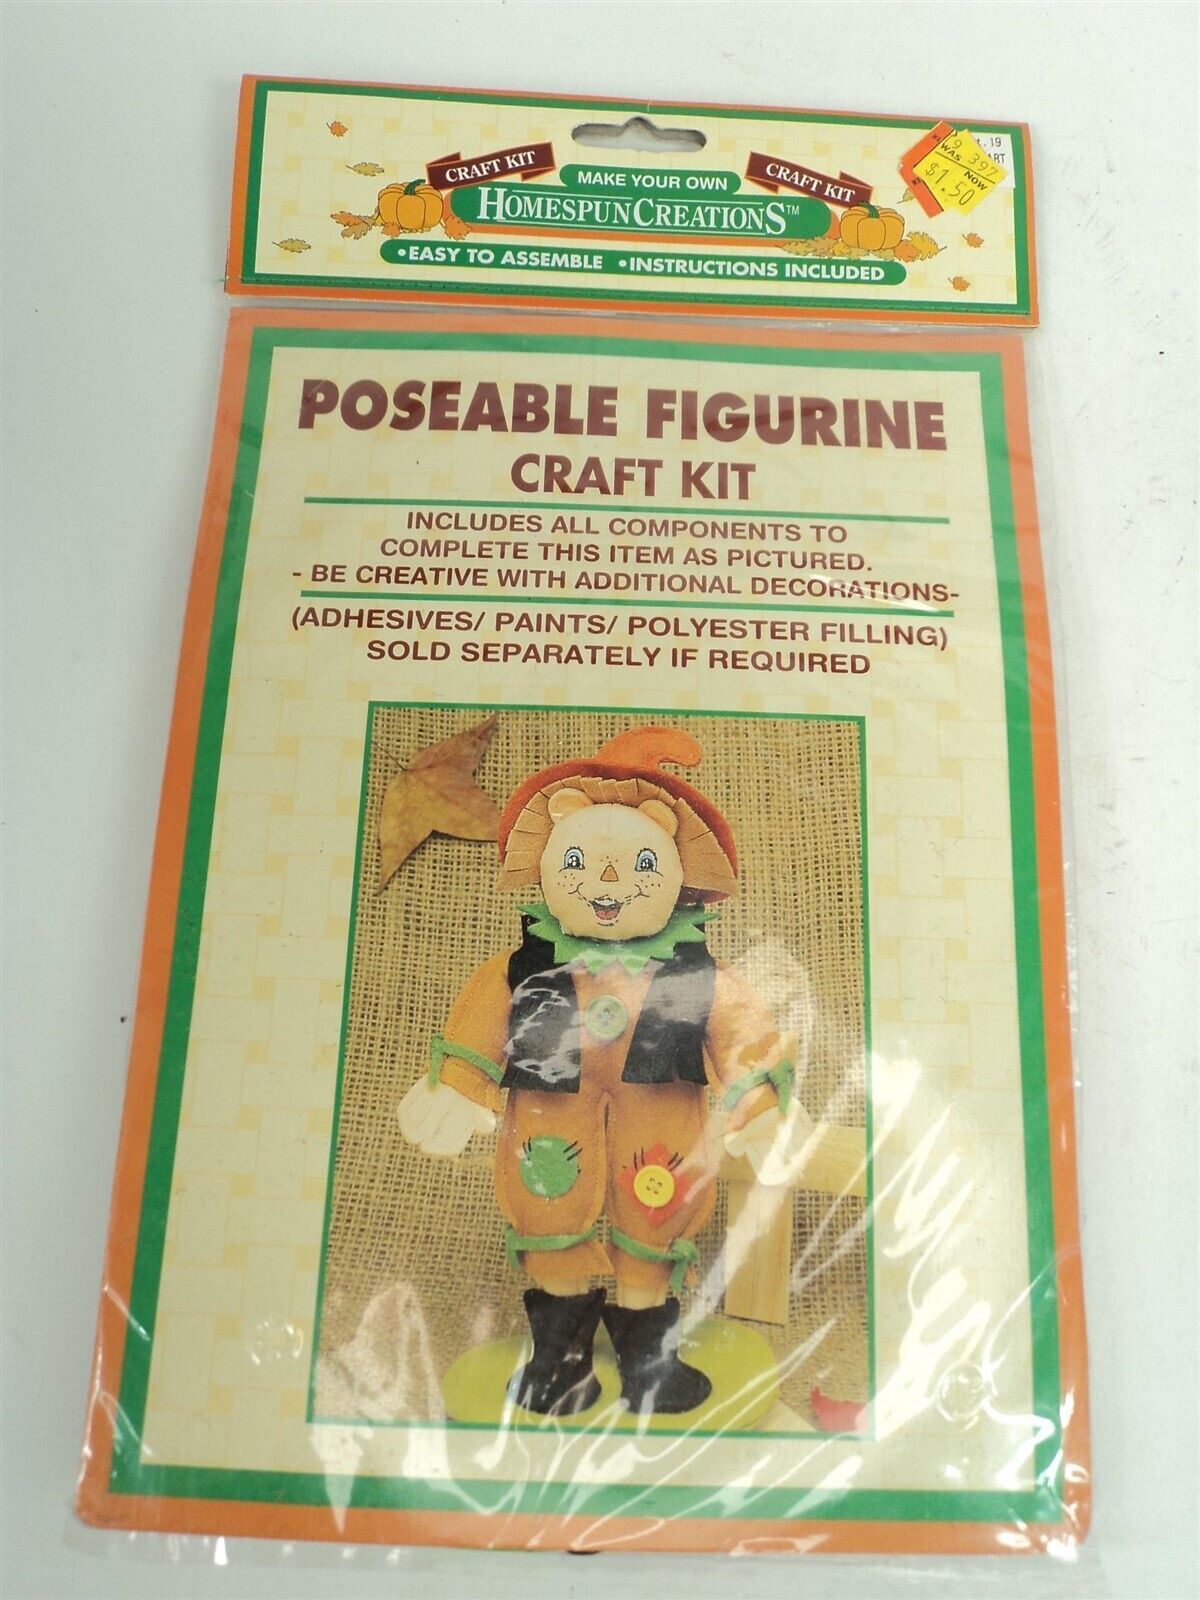 CRAFT KIT
MAKE YOUR OWN
CRAFT KIT
HOMESPUNCREATIONS™
•EASY TO ASSEMBLE •INSTRUCTIONS INCLUDED
WAS
NOW
$1.50
POSEABLE FIGURINE
CRAFT KIT
INCLUDES ALL COMPONENTS TO
COMPLETE THIS ITEM AS PICTURED.
- BE CREATIVE WITH ADDITIONAL DECORATIONS-
(ADHESIVES/ PAINTS/ POLYESTER FILLING)
SOLD SEPARATELY IF REQUIRED